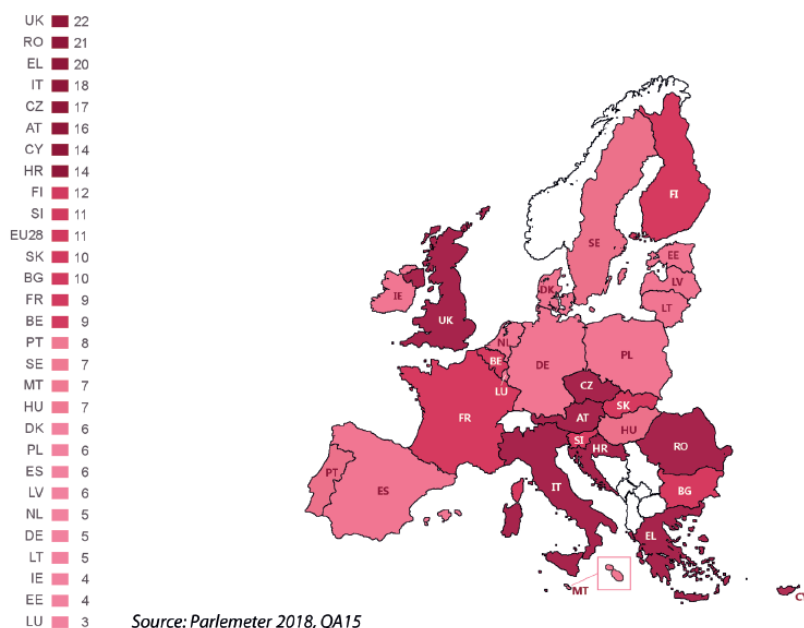 UK 22
RO 21
EL 20
IT 18
CZ 17
AT 16
CY 14
HR 14
FI 12
SI 11
EU28 11
SK 10
BG 10
FR 9
BE 9
PT 8
SE 7
MT 7
HU 7
DK 6
PL 6
ES 6
LV 6
NL 5
DE 5
LT 5
IE 4
EE 4
LU 3
FI
SE
EE
LV
LT
DK
IE
UK
NL
BE
DE
PL
LU
CZ
SK
FR
AT
HU
SI
HR
RO
PT
ES
IT
BG
EL
MT
CY
Source: Parlemeter 2018, QA15